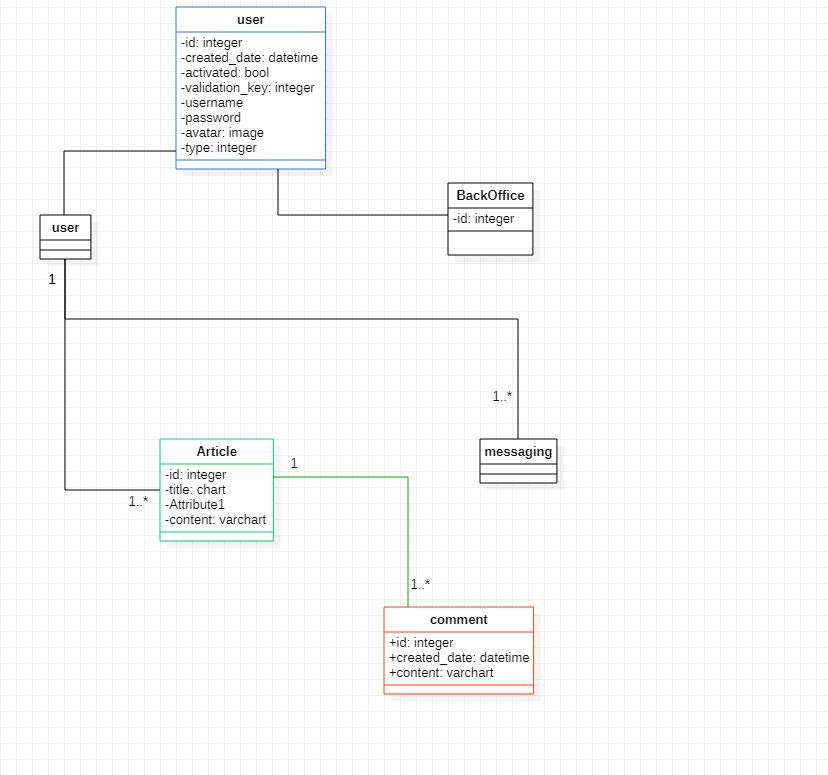 user
-id: integer
-created_date: datetime
-activated: bool
-validation_key: integer
-username
-password
-avatar: image
-type: integer
BackOffice
-id: integer
user
1
1..*
messaging
Article
-id: integer
-title: chart
-Attribute1
-content: varchart
1
1..*
1..*
comment
+id: integer
+created_date: datetime
+content: varchart